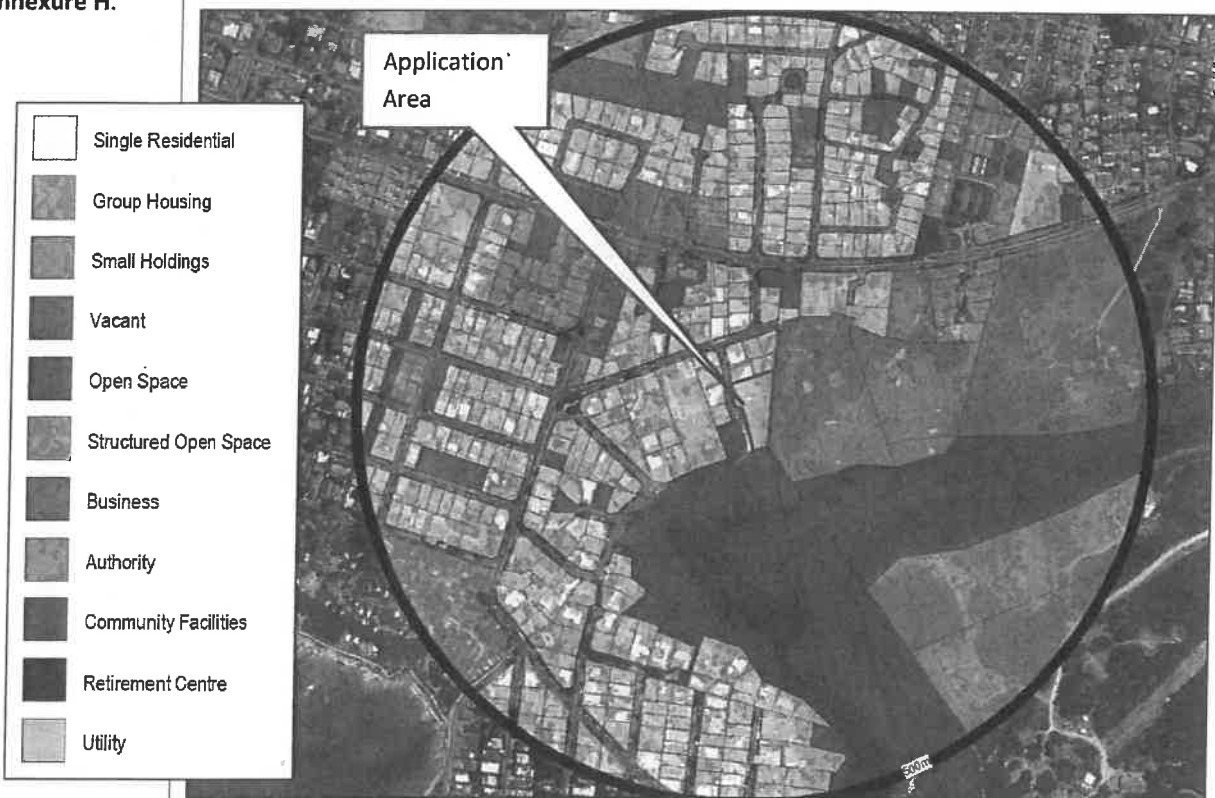 nnexure H.
Application
Area
Single Residential
Group Housing
Small Holdings
Vacant
Open Space
Structured Open Space
Business
Authority
Community Facilities
Retirement Centre
Utility
500m